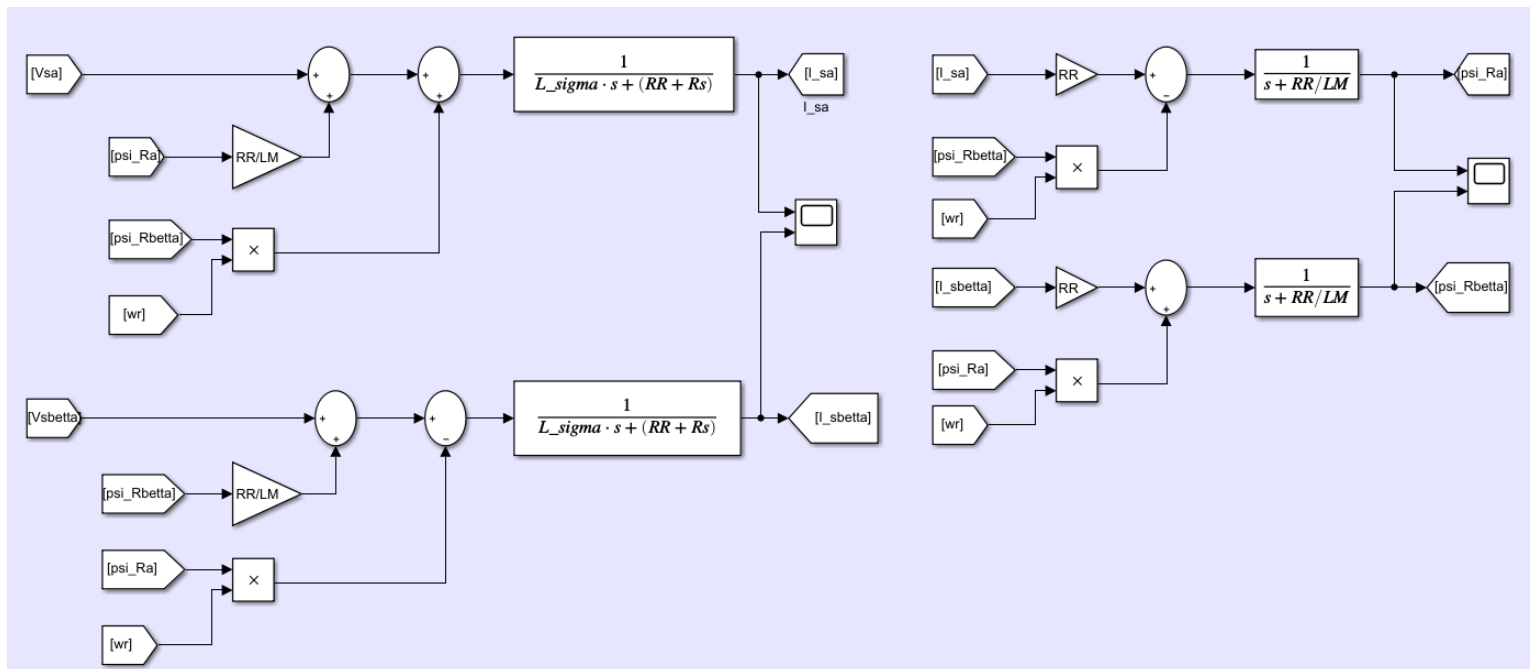 [Vsa]
+
+
+
+
1
L_sigma · s + (RR + Rs)
[I_sa]
I_sa
[psi_Ra]
RR/LM
[psi_Rbetta]
×
[wr]
[Vsbetta]
+
+
+
−
1
L_sigma · s + (RR + Rs)
[I_sbetta]
[psi_Rbetta]
RR/LM
[psi_Ra]
×
[wr]
[I_sa]
RR
+
−
1
s + RR/LM
[psi_Ra]
[psi_Rbetta]
×
[wr]
[I_sbetta]
RR
+
+
1
s + RR/LM
[psi_Rbetta]
[psi_Ra]
×
[wr]